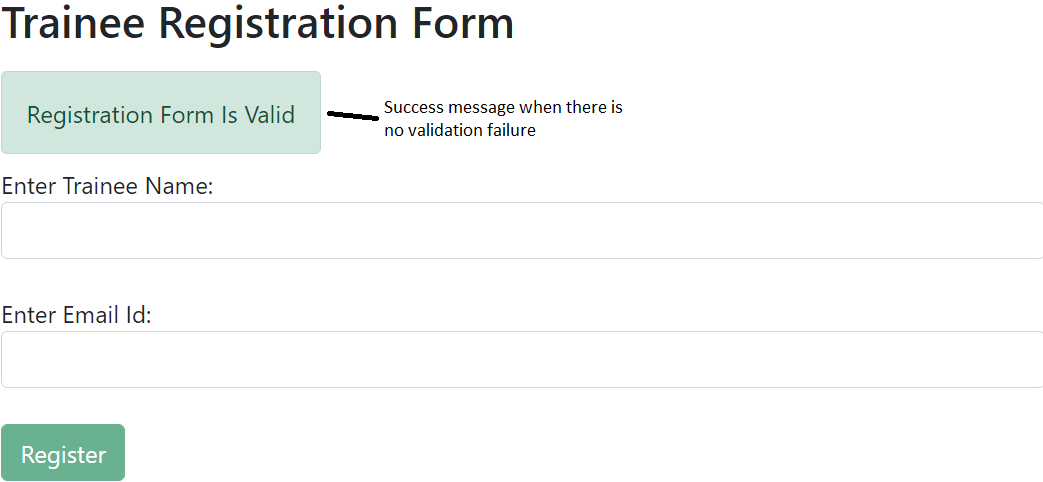 Trainee Registration Form
Registration Form Is Valid
Success message when there is
no validation failure
Enter Trainee Name:
Enter Email Id:
Register